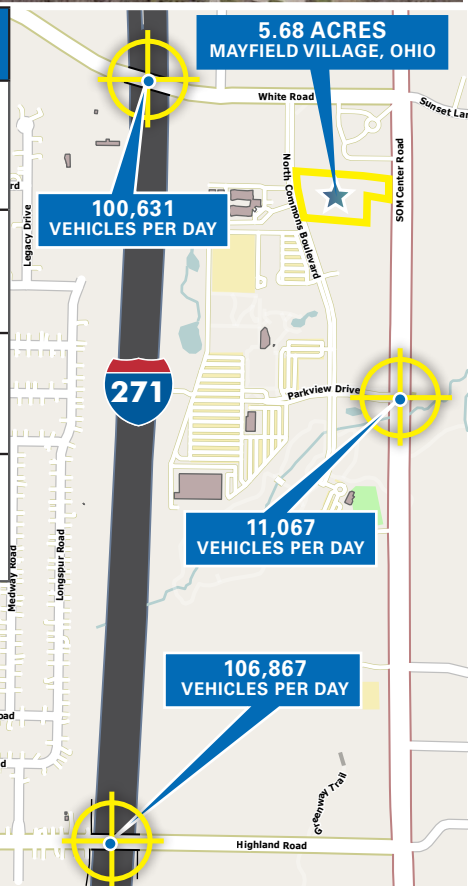 5.68 ACRES
MAYFIELD VILLAGE, OHIO
White Road
Sunset Lan
100,631
VEHICLES PER DAY
rd
Legacy Drive
North Commons Boulevard
SOM Center Road
271
Parkview Drive
11,067
VEHICLES PER DAY
Medway Road
Longspur Road
106,867
VEHICLES PER DAY
oad
d
Greenway Trail
Highland Road